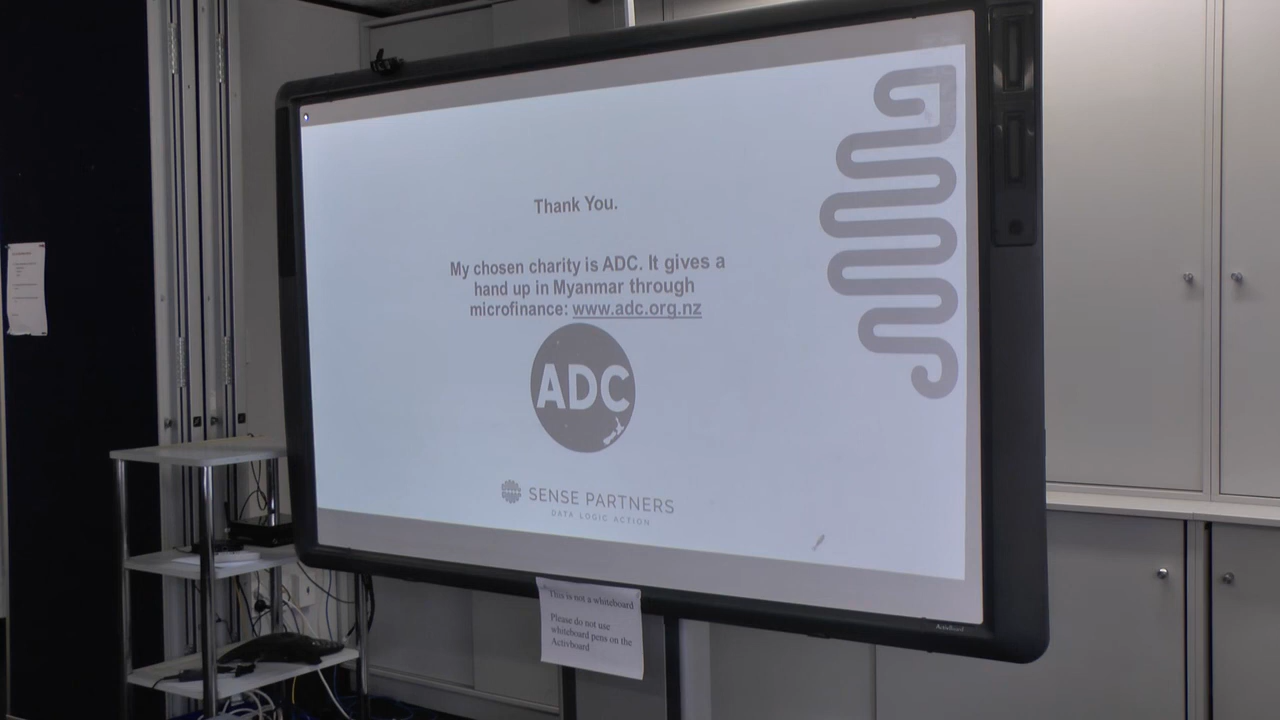 Thank You.
My chosen charity is ADC. It gives a
hand up in Myanmar through
microfinance: www.adc.org.nz
ADC
SENSE PARTNERS
DATA LOGIC ACTION
This is not a whiteboard
Please do not use
whiteboard pens on the
Activboard
Activboard